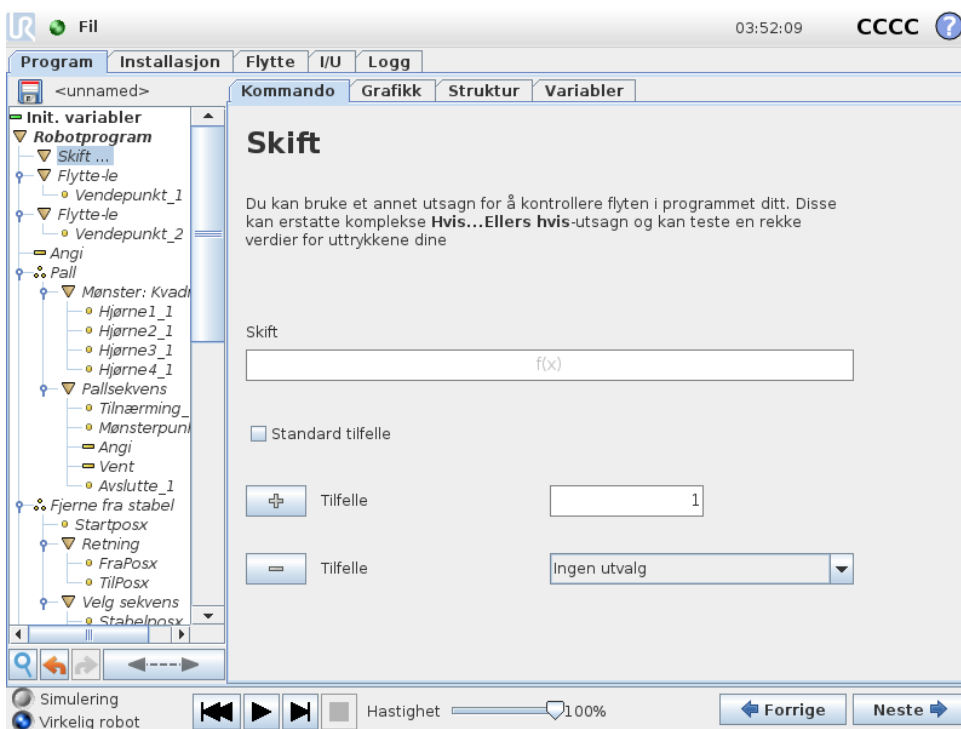 Fil
03:52:09
CCCC
?
Program
Installasjon
Flytte
I/U
Logg
<unnamed>
Kommando
Grafikk
Struktur
Variabler
Init. variabler
Robotprogram
Skift ...
Flytte-le
Vendepunkt_1
Flytte-le
Vendepunkt_2
Angi
Pall
Mønster: Kvadr
Hjørne1_1
Hjørne2_1
Hjørne3_1
Hjørne4_1
Pallsekvens
Tilnærming_
Mønsterpunl
Angi
Vent
Avslutte_1
Fjerne fra stabel
Startposx
Retning
FraPosx
TilPosx
Velg sekvens
Stabelposx
Skift
Du kan bruke et annet utsagn for å kontrollere flyten i programmet ditt. Disse
kan erstatte komplekse Hvis...Ellers hvis-utsagn og kan teste en rekke
verdier for uttrykkene dine
Skift
f(x)
Standard tilfelle
Tilfelle
1
Tilfelle
Ingen utvalg
Simulering
Virkelig robot
Hastighet
100%
Forrige
Neste